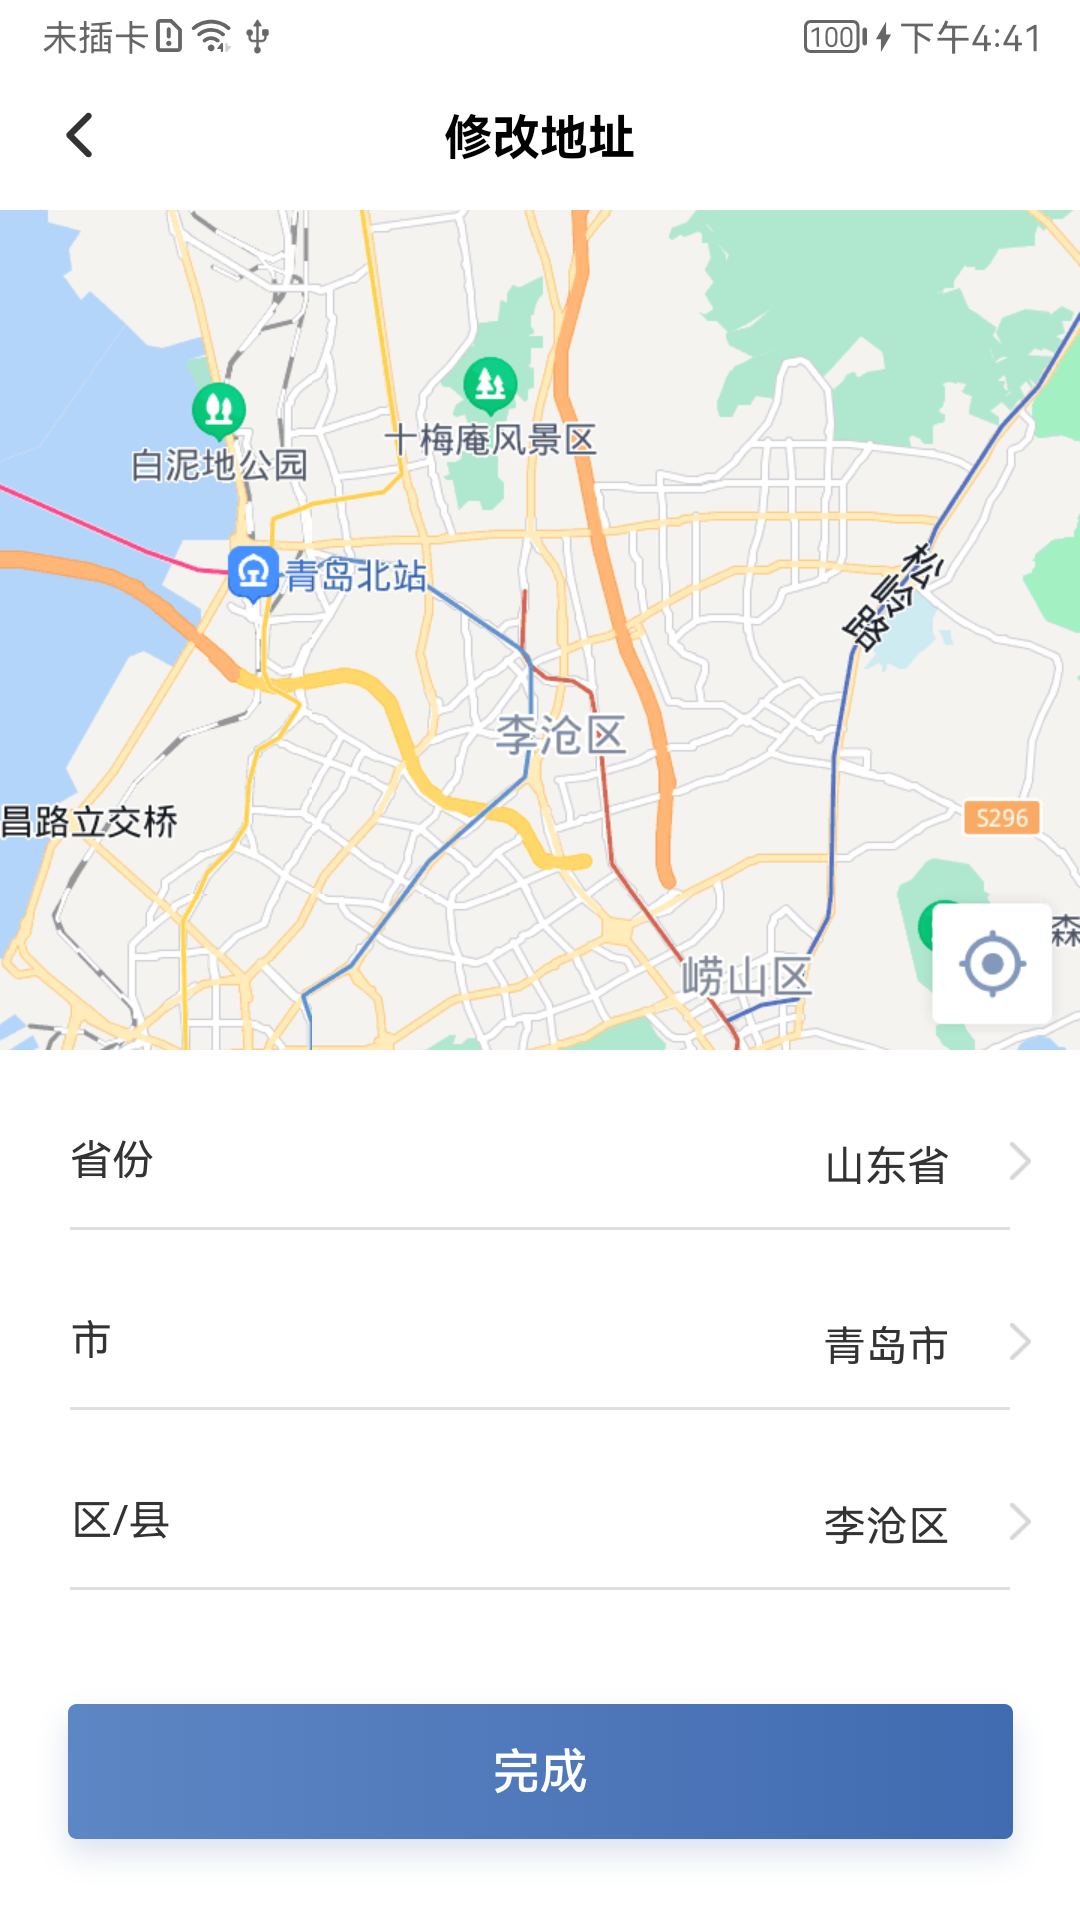 未插卡 100 下午4:41
修改地址
十梅庵风景区
白泥地公园
青岛北站
松岭路
李沧区
昌路立交桥
S296
森
崂山区
省份 山东省
市 青岛市
区/县 李沧区
完成